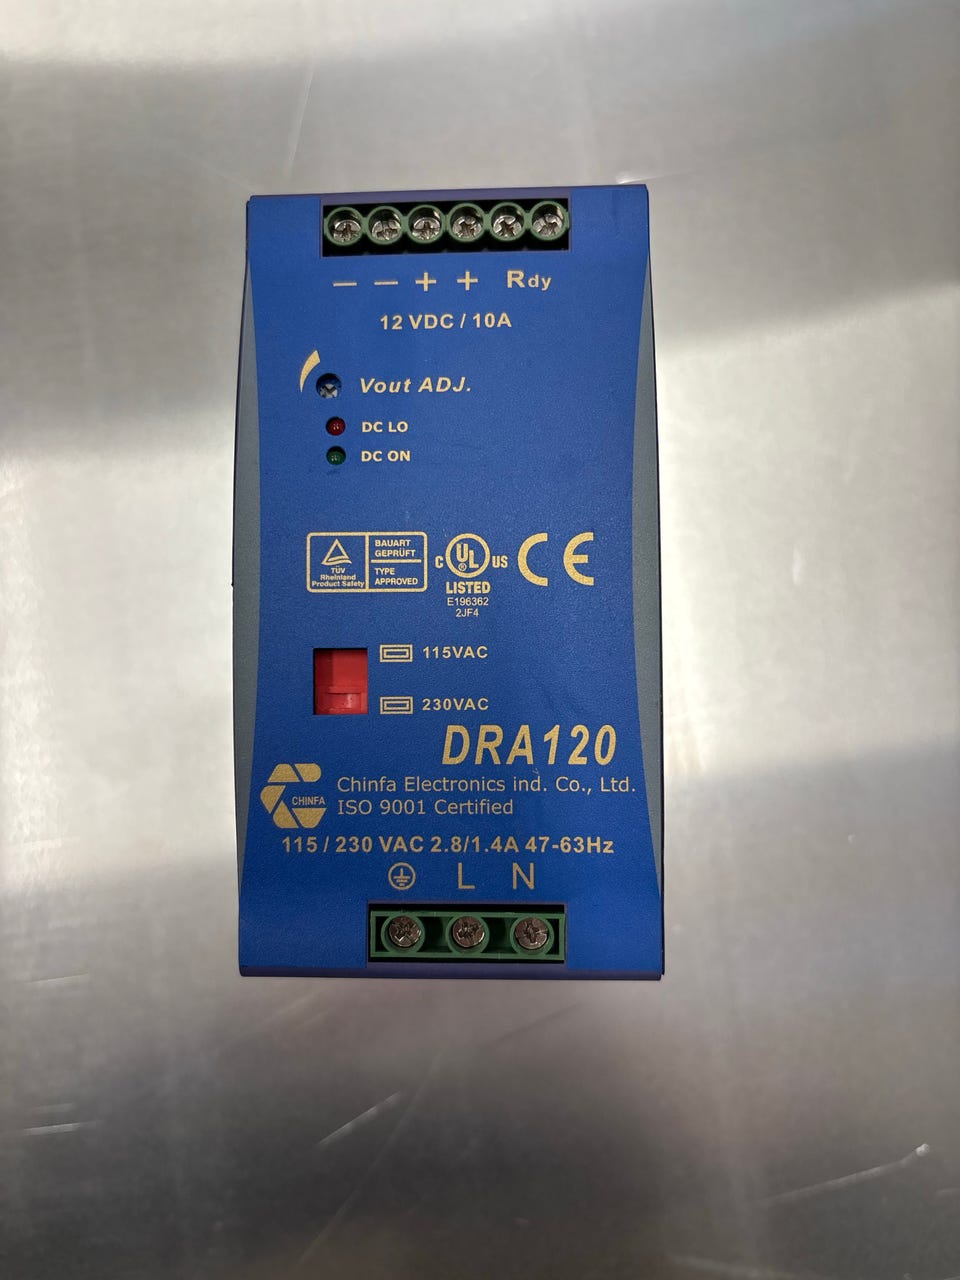 − − + + Rdy
12 VDC / 10A
Vout ADJ.
DC LO
DC ON
TÜV
Rheinland
Product Safety
BAUART
GEPRÜFT
TYPE
APPROVED
C UL US
®
LISTED
E196362
2JF4
CE
115VAC
230VAC
DRA120
CHINFA
Chinfa Electronics ind. Co., Ltd.
ISO 9001 Certified
115 / 230 VAC 2.8/1.4A 47-63Hz
L N